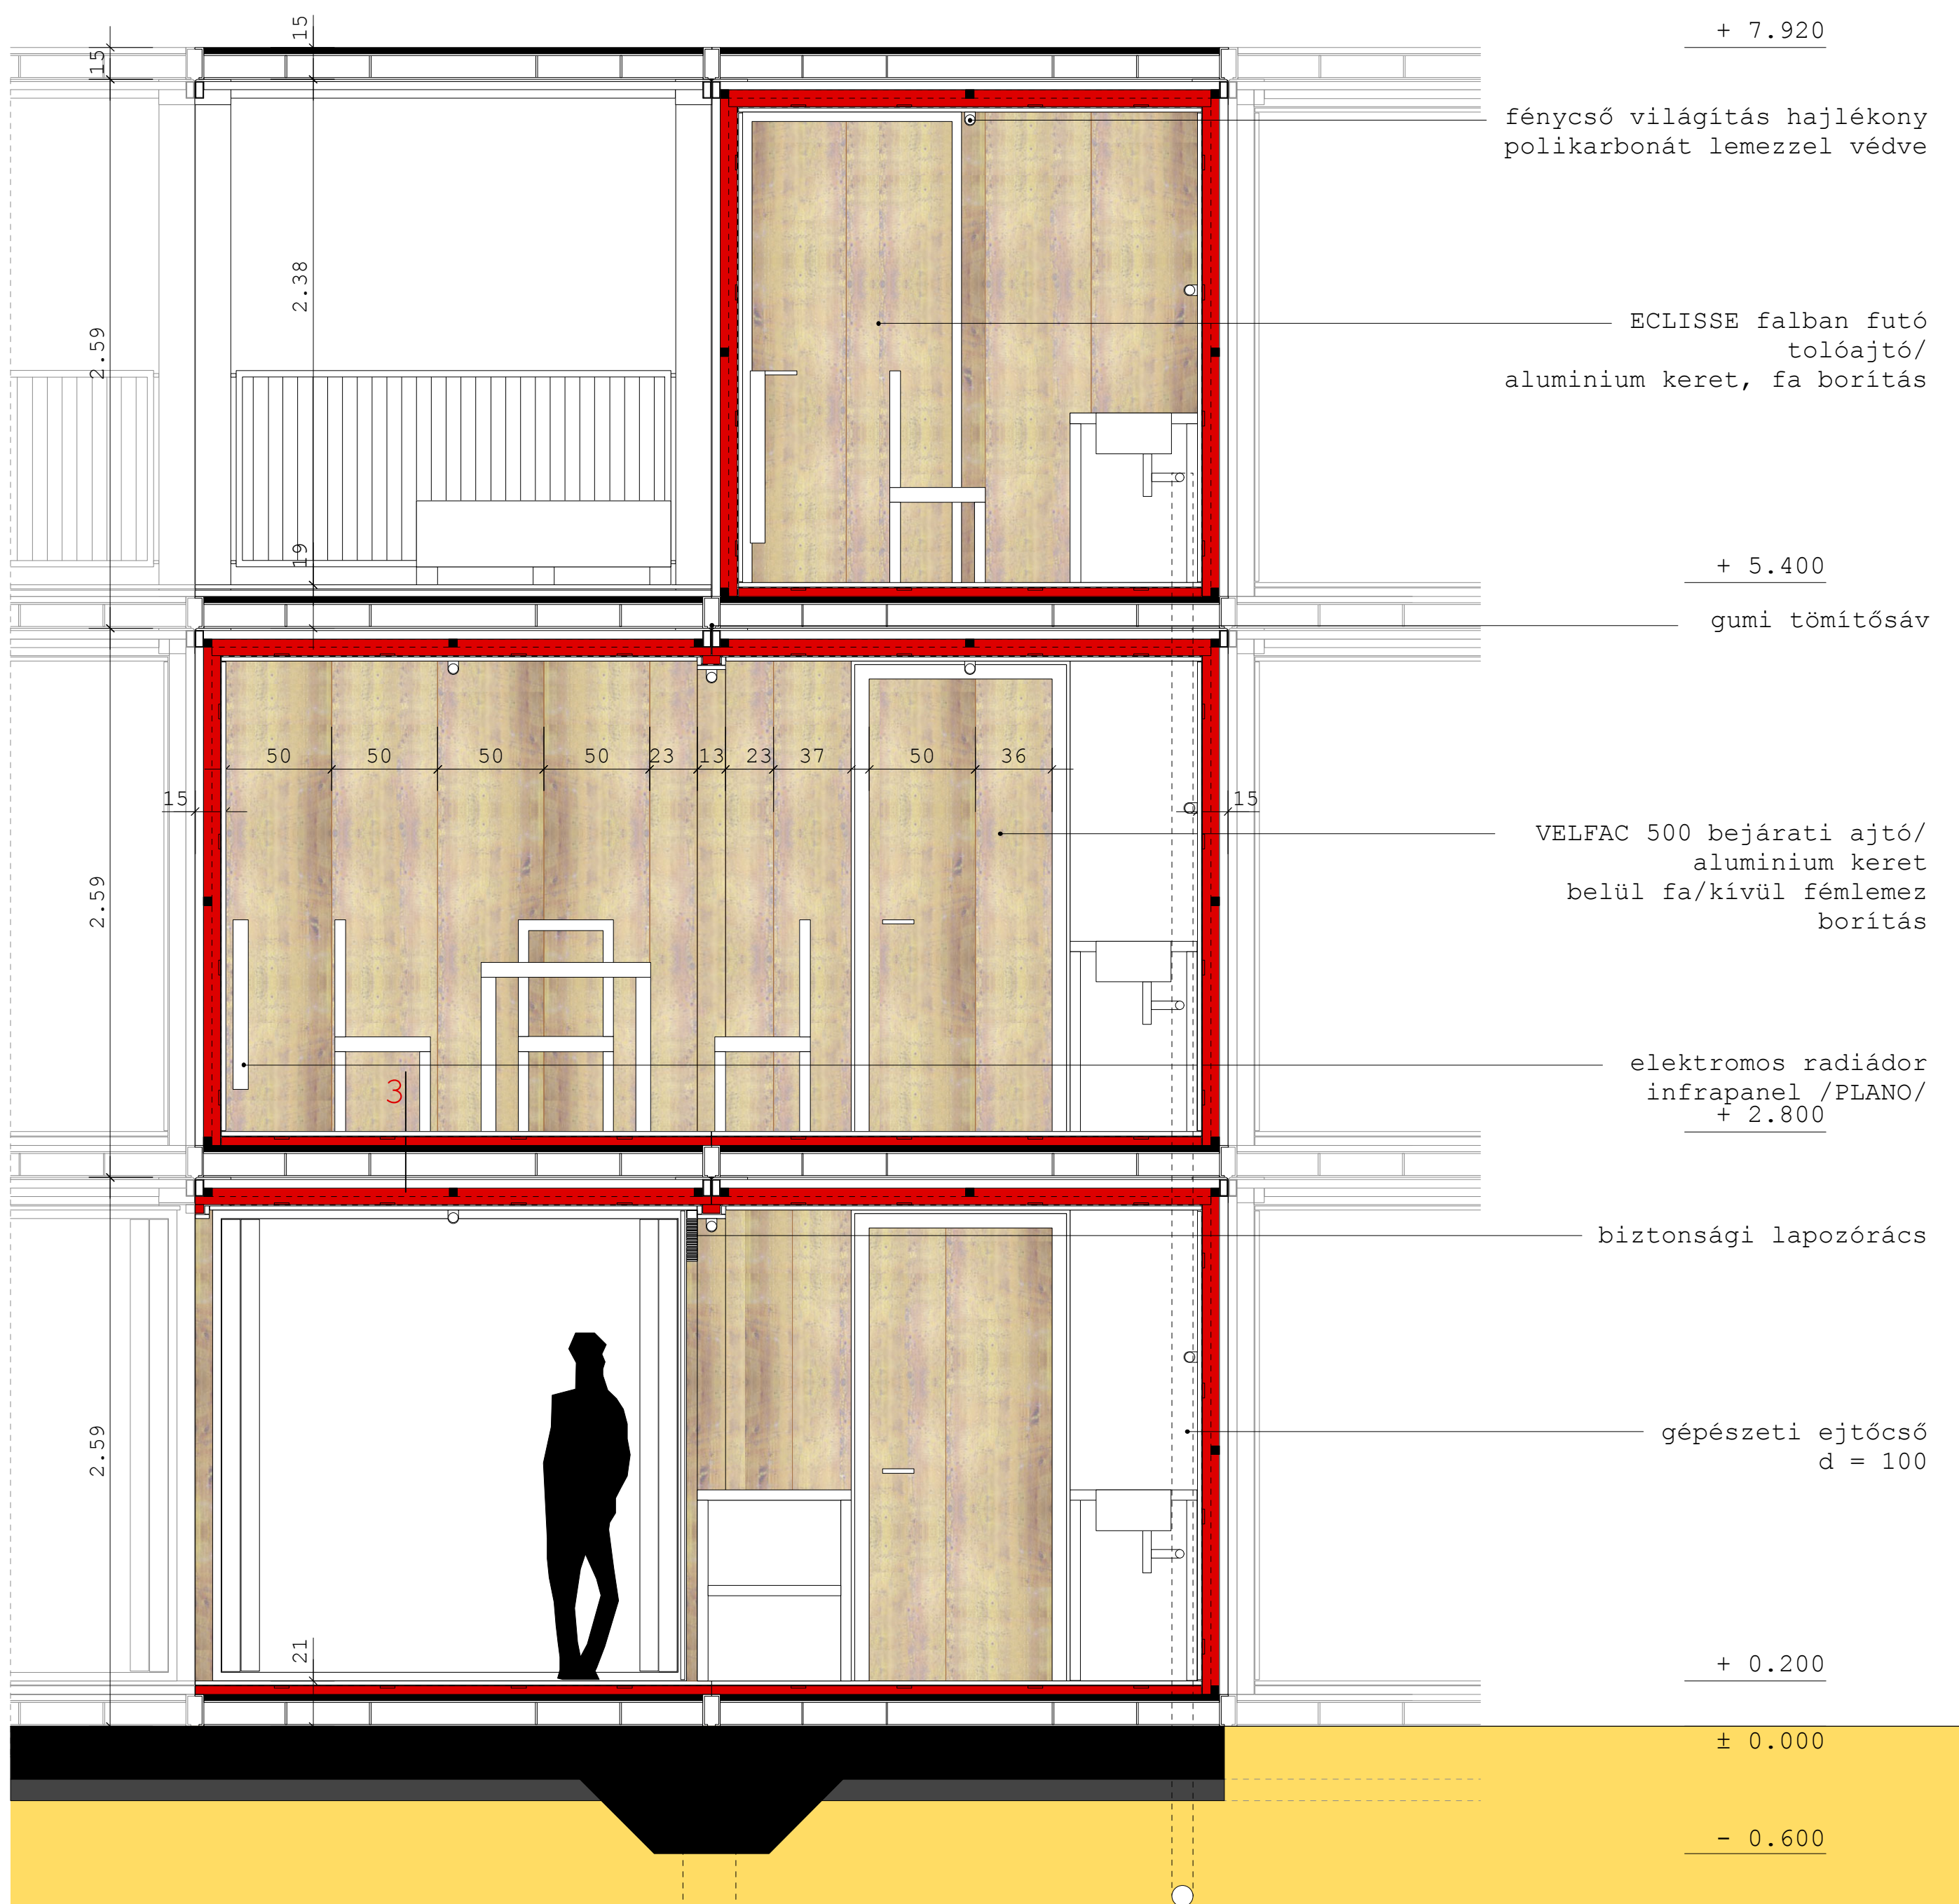 + 7.920
15
15
fénycső világítás hajlékony
polikarbonát lemezzel védve
2.38
2.59
ECLISSE falban futó
tolóajtó/
aluminium keret, fa borítás
19
+ 5.400
gumi tömítősáv
50 50 50 50 23 13 23 37 50 36
15
15
VELFAC 500 bejárati ajtó/
aluminium keret
belül fa/kívül fémlemez
borítás
2.59
elektromos radiádor
infrapanel /PLANO/
3
+ 2.800
biztonsági lapozórács
2.59
gépészeti ejtőcső
d = 100
21
+ 0.200
± 0.000
- 0.600